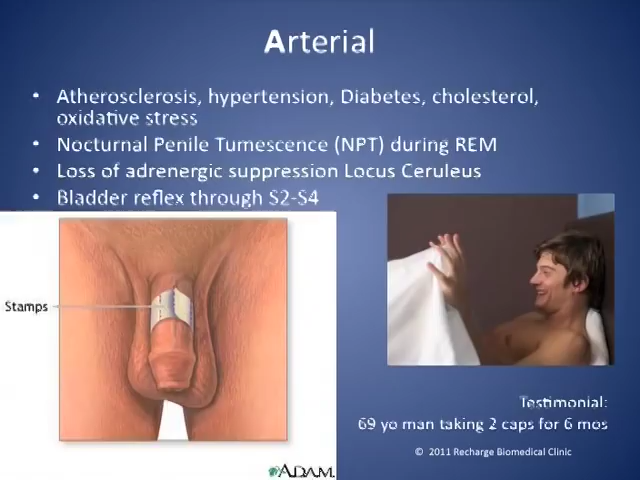 Arterial
• Atherosclerosis, hypertension, Diabetes, cholesterol,
oxidative stress
• Nocturnal Penile Tumescence (NPT) during REM
• Loss of adrenergic suppression Locus Ceruleus
• Bladder reflex through S2-S4
Stamps
Testimonial:
69 yo man taking 2 caps for 6 mos
© 2011 Recharge Biomedical Clinic
ADAM.